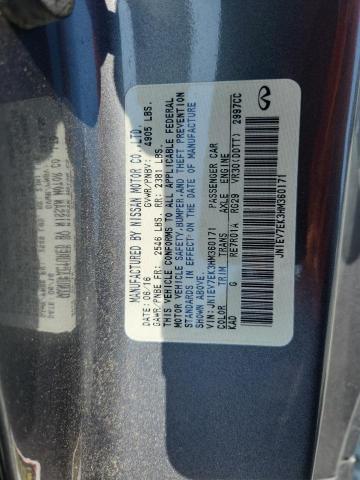 MANUFACTURED BY NISSAN MOTOR CO.,LTD.
DATE: 06/16 GVWR/PNBV: 4905 LBS.
GAWR/PNBE FR: 2546 LBS RR: 2381 LBS.
THIS VEHICLE CONFORMS TO ALL APPLICABLE FEDERAL
MOTOR VEHICLE SAFETY,BUMPER,AND THEFT PREVENTION
STANDARDS IN EFFECT ON THE DATE OF MANUFACTURE
SHOWN ABOVE.
VIN:JN1EV7EK3HM360171 PASSENGER CAR
COLOR TRIM TRANS AXLE ENGINE
KAD G RE7R01A RG29 VR30(DDTT) 2997CC
JN1EV7EK3HM360171